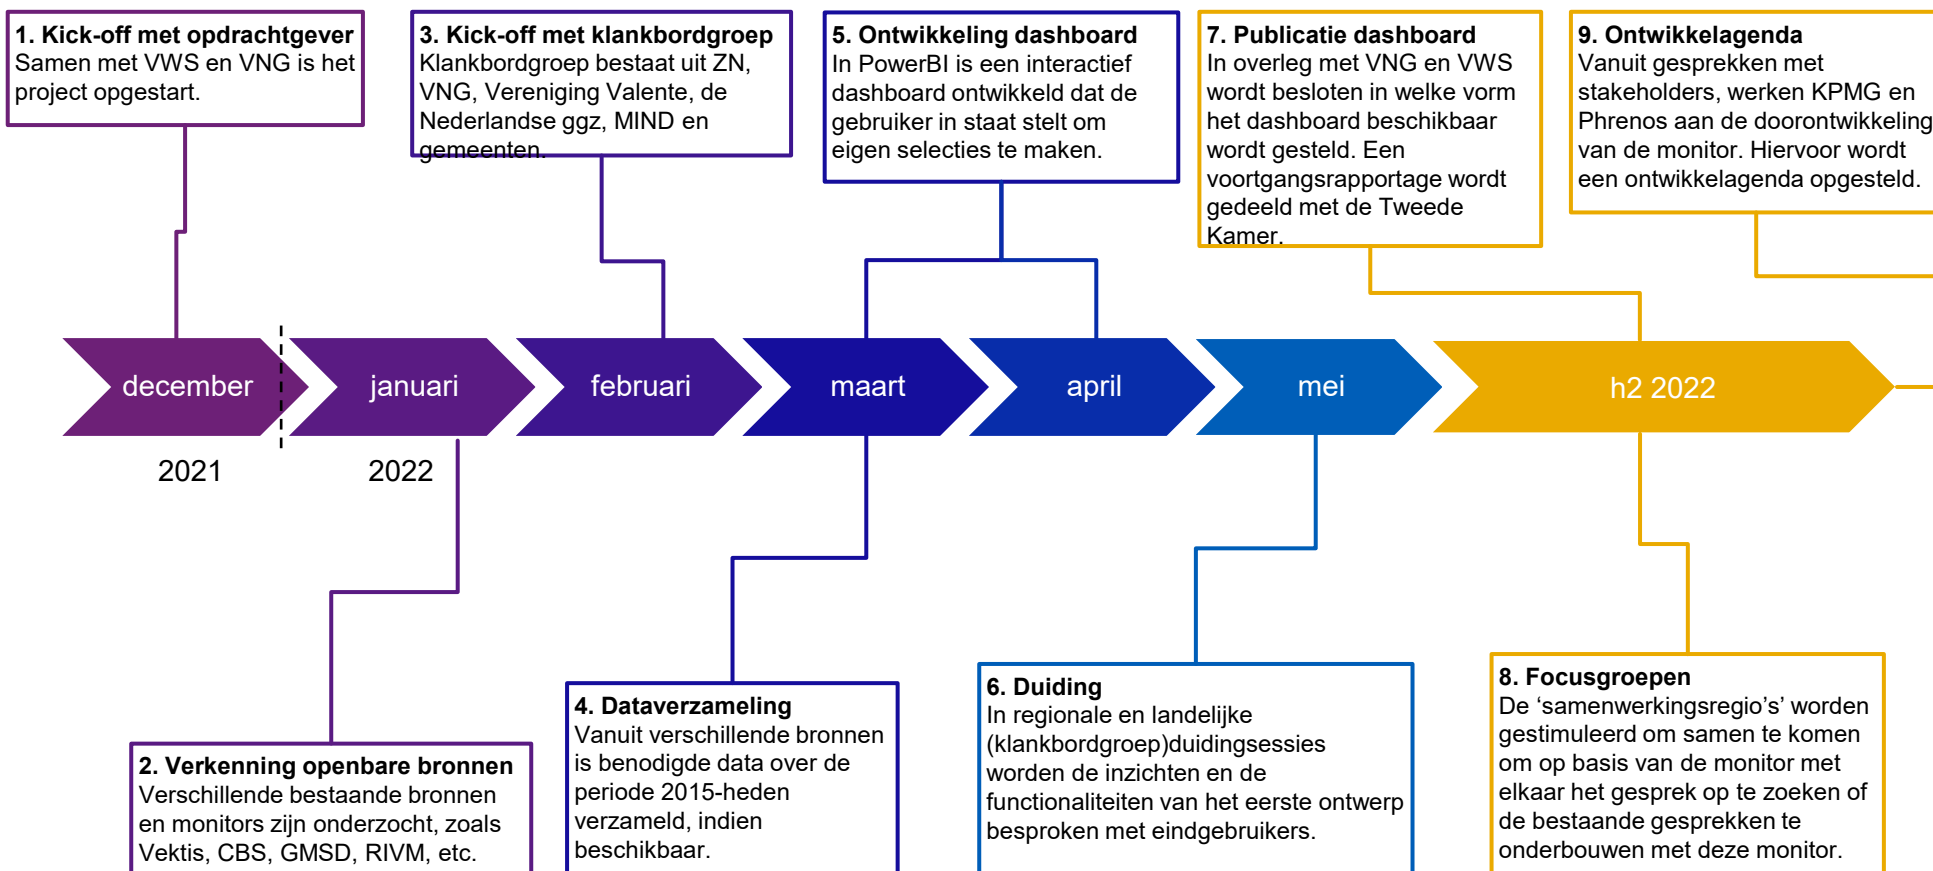 1. Kick-off met opdrachtgever
Samen met VWS en VNG is het
project opgestart.
3. Kick-off met klankbordgroep
Klankbordgroep bestaat uit ZN,
VNG, Vereniging Valente, de
Nederlandse ggz, MIND en
gemeenten.
5. Ontwikkeling dashboard
In PowerBI is een interactief
dashboard ontwikkeld dat de
gebruiker in staat stelt om
eigen selecties te maken.
7. Publicatie dashboard
In overleg met VNG en VWS
wordt besloten in welke vorm
het dashboard beschikbaar
wordt gesteld. Een
voortgangsrapportage wordt
gedeeld met de Tweede
Kamer.
9. Ontwikkelagenda
Vanuit gesprekken met
stakeholders, werken KPMG en
Phrenos aan de doorontwikkeling
van de monitor. Hiervoor wordt
een ontwikkelagenda opgesteld.
december
januari
februari
maart
april
mei
h2 2022
2021
2022
2. Verkenning openbare bronnen
Verschillende bestaande bronnen
en monitors zijn onderzocht, zoals
Vektis, CBS, GMSD, RIVM, etc.
4. Dataverzameling
Vanuit verschillende bronnen
is benodigde data over de
periode 2015-heden
verzameld, indien
beschikbaar.
6. Duiding
In regionale en landelijke
(klankbordgroep)duidingsessies
worden de inzichten en de
functionaliteiten van het eerste ontwerp
besproken met eindgebruikers.
8. Focusgroepen
De ‘samenwerkingsregio’s’ worden
gestimuleerd om samen te komen
om op basis van de monitor met
elkaar het gesprek op te zoeken of
de bestaande gesprekken te
onderbouwen met deze monitor.